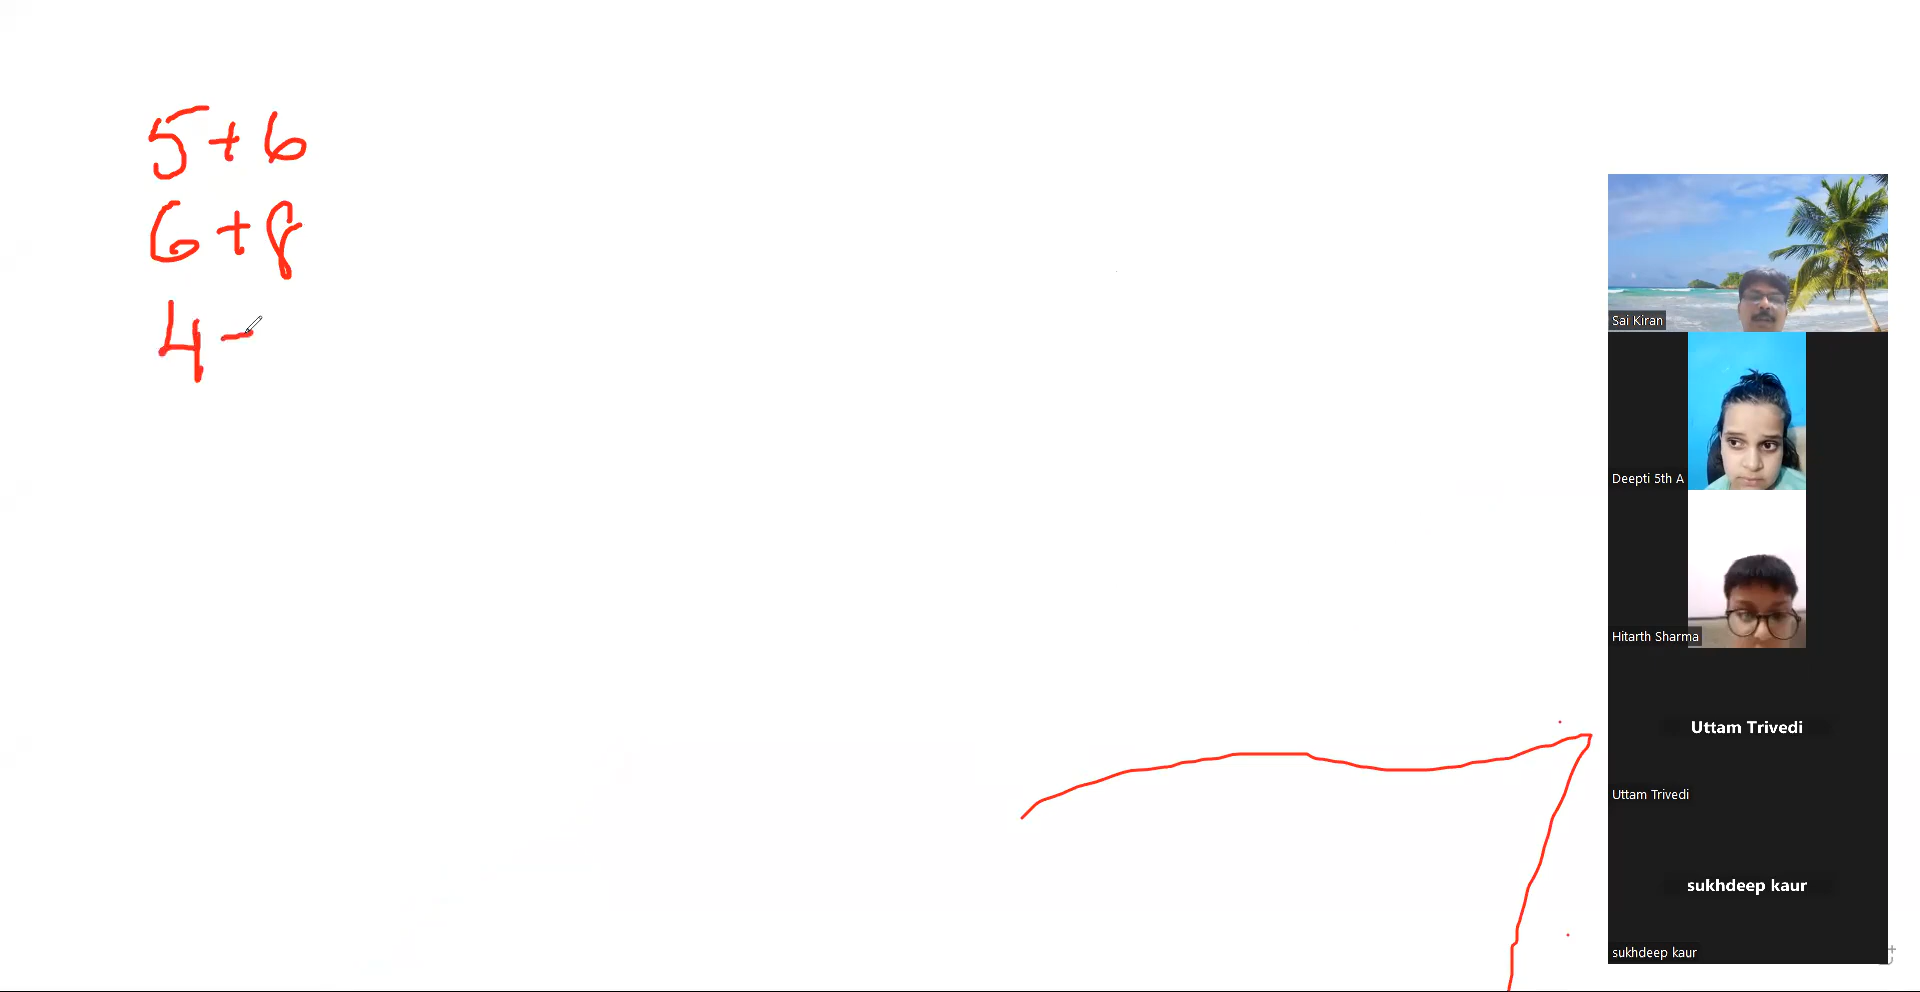 5+6
6+8
4-
Sai Kiran
Deepti 5th A
Hitarth Sharma
Uttam Trivedi
Uttam Trivedi
sukhdeep kaur
sukhdeep kaur